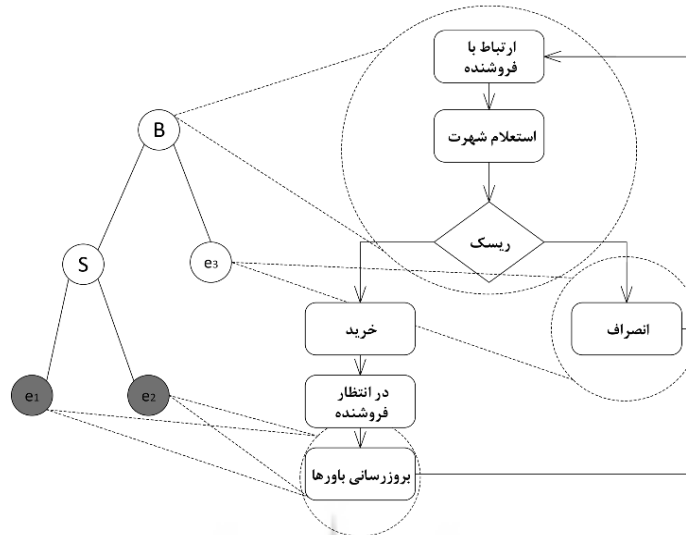 ارتباط با
فروشنده
استعلام شهرت
B
ریسک
S
e3
خرید
انصراف
e1
e2
در انتظار
فروشنده
بروزرسانی باورها